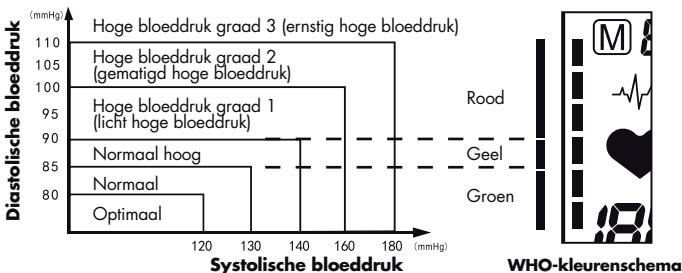 (mmHg)
Diastolische bloeddruk
110
105
100
95
90
85
80
Hoge bloeddruk graad 3 (ernstig hoge bloeddruk)
Hoge bloeddruk graad 2
(gematigd hoge bloeddruk)
Hoge bloeddruk graad 1
(licht hoge bloeddruk)
Normaal hoog
Normaal
Optimaal
120 130 140 160 180 (mmHg)
Systolische bloeddruk
Rood
Geel
Groen
M
WHO-kleurenschema